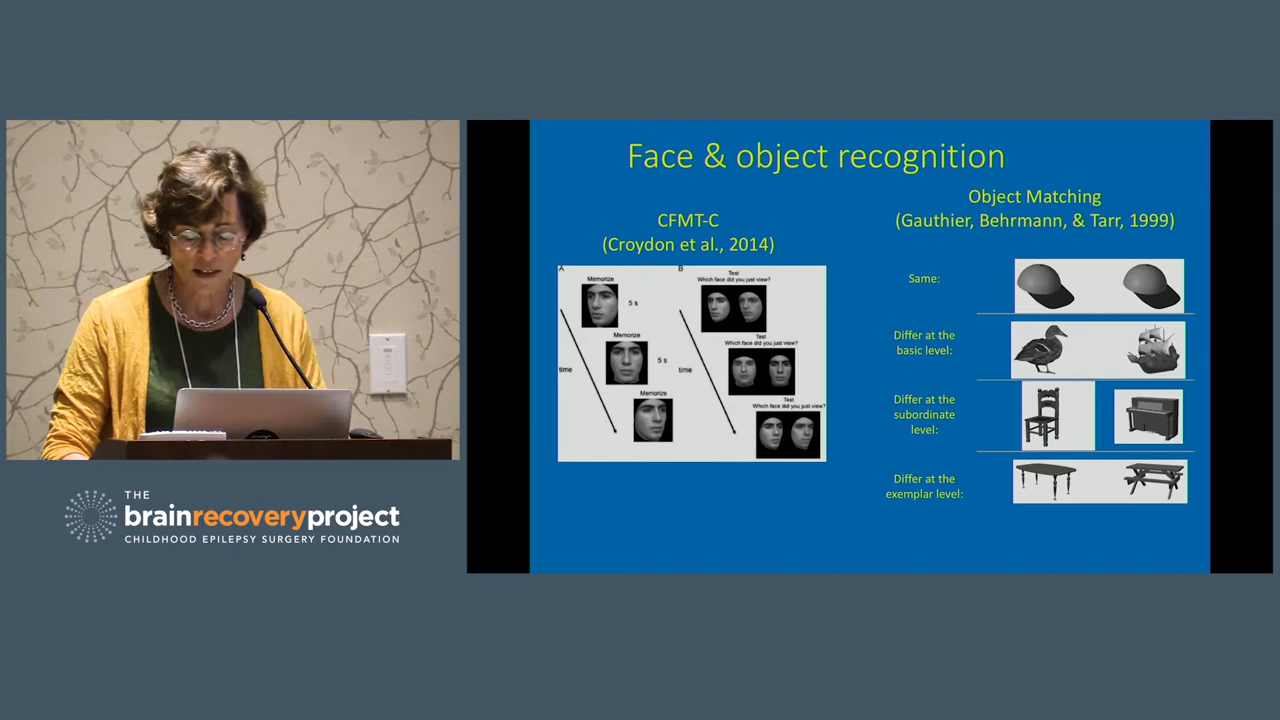 Face & object recognition
CFMT-C
(Croydon et al., 2014)
A
Memorize
5 s
Memorize
5 s
time
Memorize
B
Test
Which face did you just view?
Test
Which face did you just view?
time
Test
Which face did you just view?
Object Matching
(Gauthier, Behrmann, & Tarr, 1999)
Same:
Differ at the
basic level:
Differ at the
subordinate
level:
Differ at the
exemplar level:
THE
brainrecoveryproject
CHILDHOOD EPILEPSY SURGERY FOUNDATION